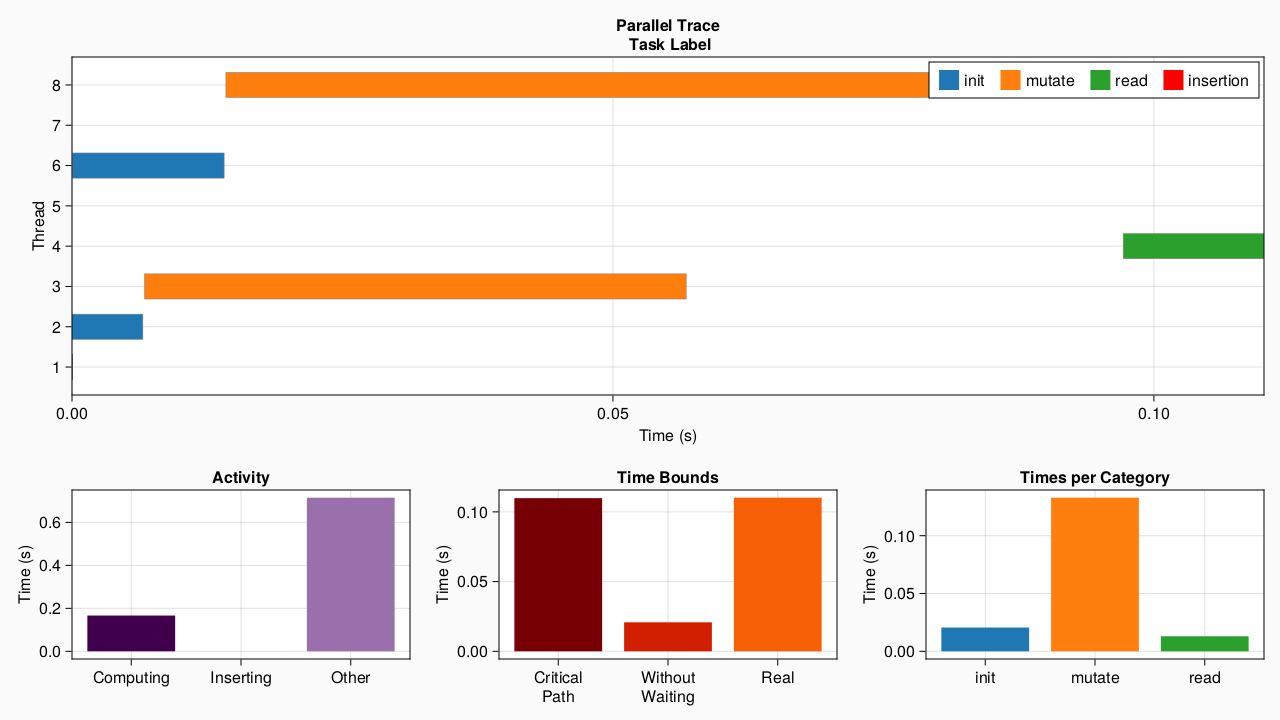 Parallel Trace
Task Label
init mutate read insertion
8
7
6
5
4
3
2
1
Thread
0.00 0.05 0.10
Time (s)
Activity
Time (s)
0.6
0.4
0.2
0.0
Computing Inserting Other
Time Bounds
Time (s)
0.10
0.05
0.00
Critical Path Without Waiting Real
Times per Category
Time (s)
0.10
0.05
0.00
init mutate read